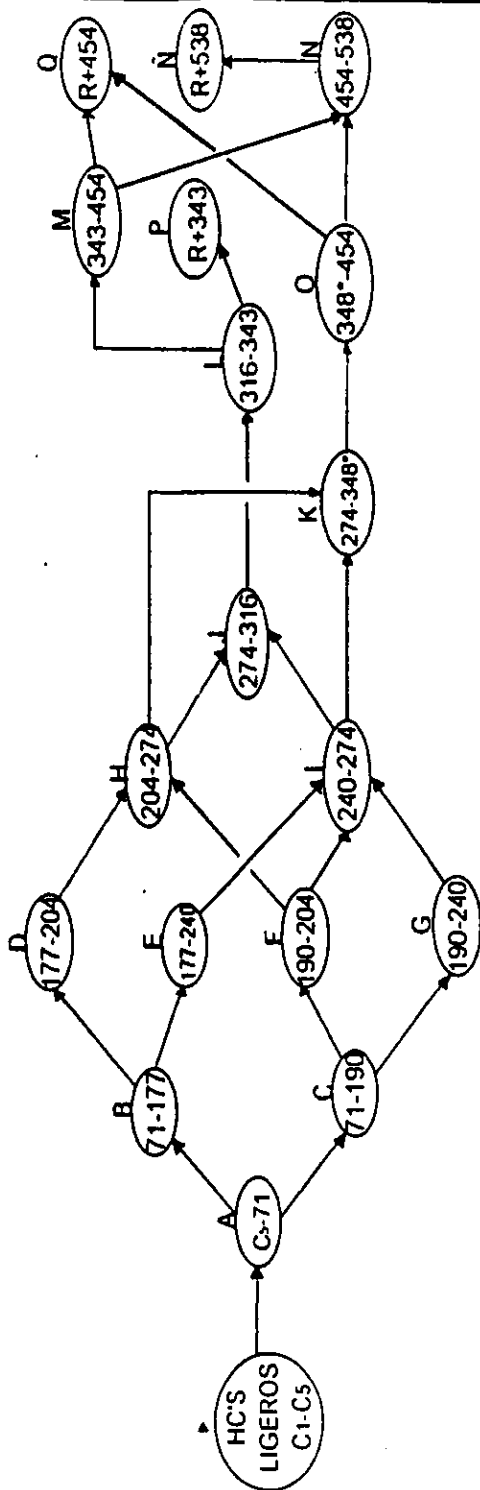 HC'S
LIGEROS
C1-C5
A
C5-71
B
71-177
C
71-190
D
177-204
E
177-240
F
190-204
G
190-240
H
204-274
I
240-274
J
274-316
K
274-348*
L
316-343
M
343-454
P
R+343
O
348*-454
Q
R+454
Ñ
R+538
N
454-538